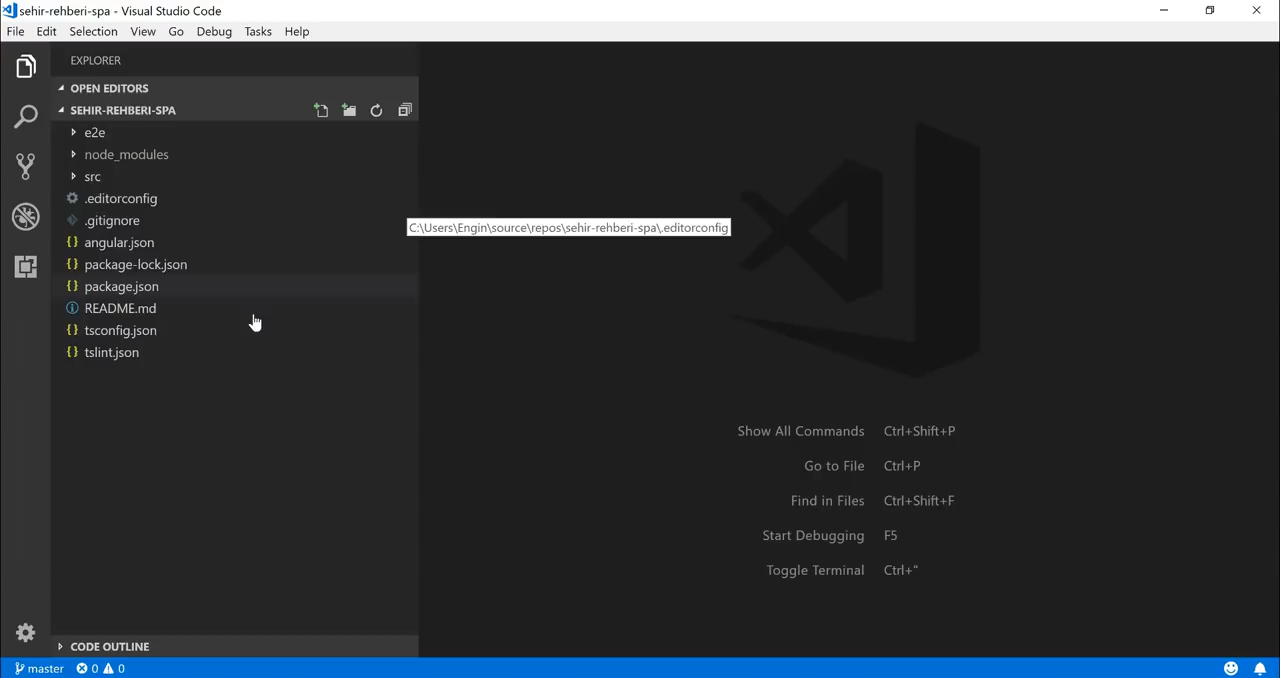 sehir-rehberi-spa - Visual Studio Code
File Edit Selection View Go Debug Tasks Help
EXPLORER
OPEN EDITORS
SEHIR-REHBERI-SPA
e2e
node_modules
src
.editorconfig
.gitignore
angular.json
package-lock.json
package.json
README.md
tsconfig.json
tslint.json
C:\Users\Engin\source\repos\sehir-rehberi-spa\.editorconfig
Show All Commands Ctrl+Shift+P
Go to File Ctrl+P
Find in Files Ctrl+Shift+F
Start Debugging F5
Toggle Terminal Ctrl+"
CODE OUTLINE
master 0 0